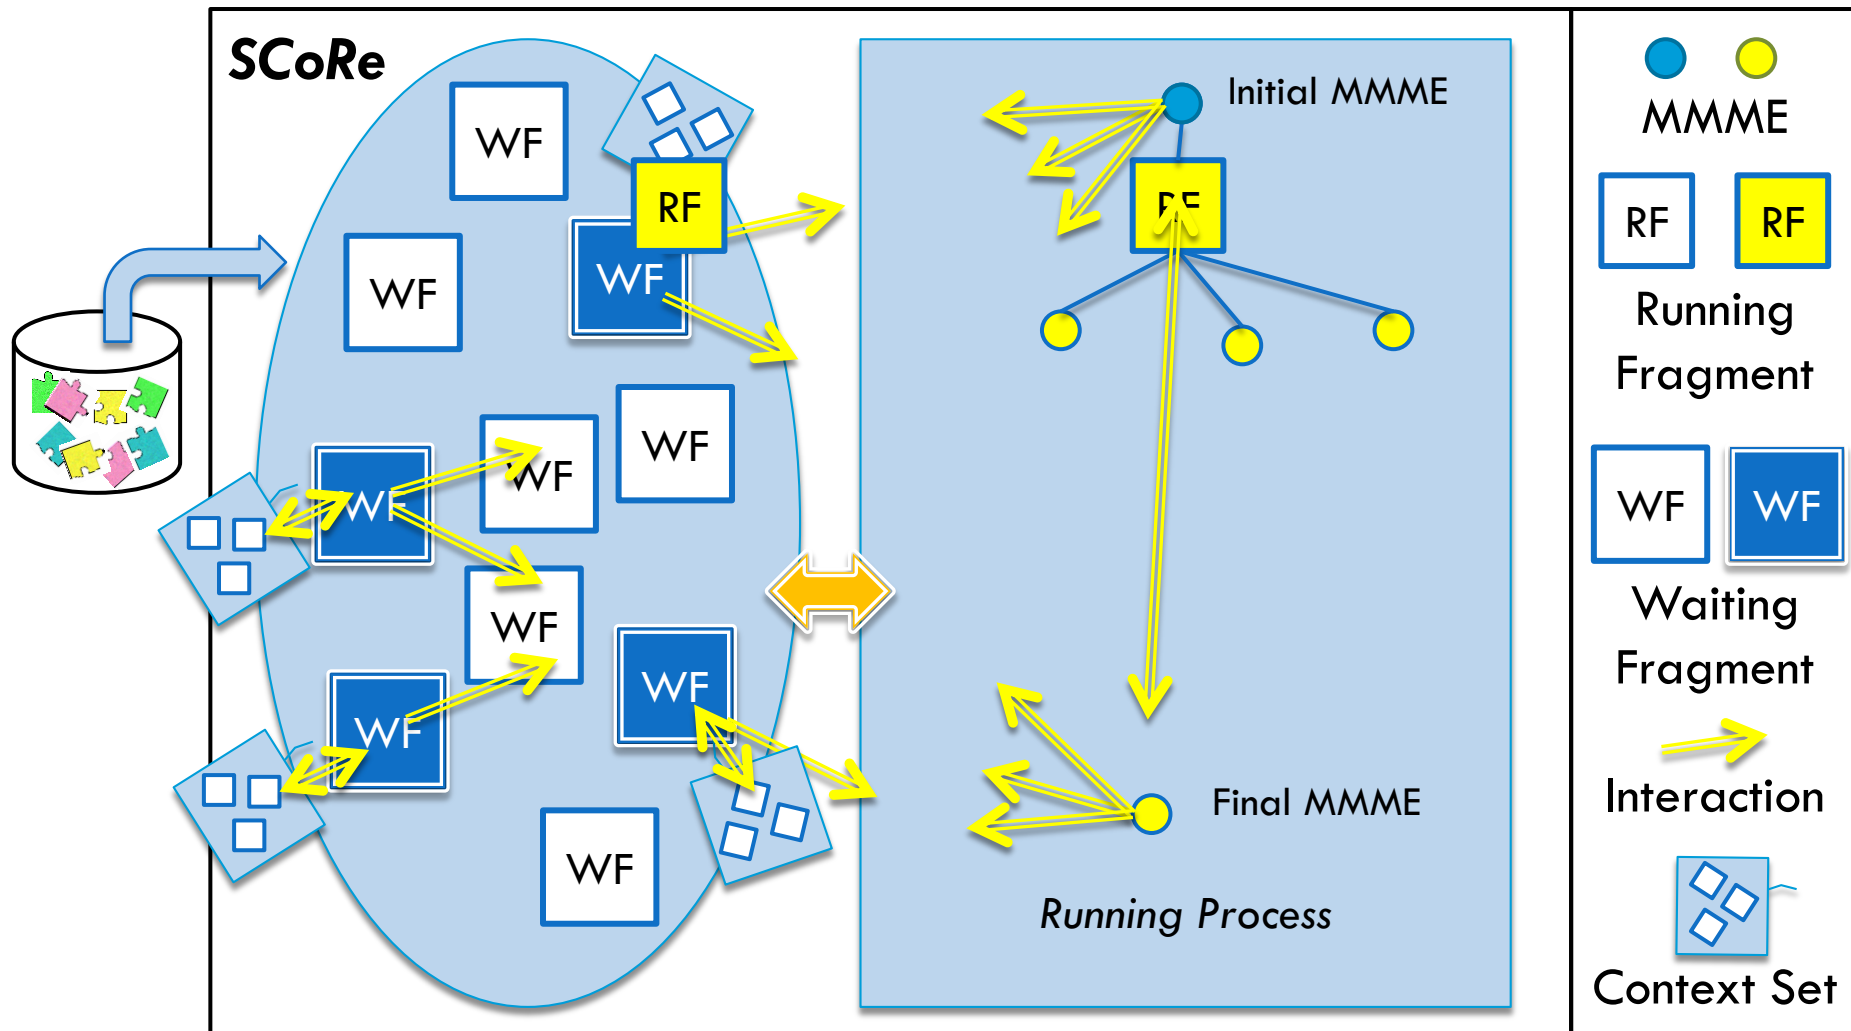 SCoRe
WF
RF
WF
WF
WF
WF
WF
WF
WF
WF
WF
Initial MMME
RF
Final MMME
Running Process
MMME
RF RF
Running
Fragment
WF WF
Waiting
Fragment
Interaction
Context Set